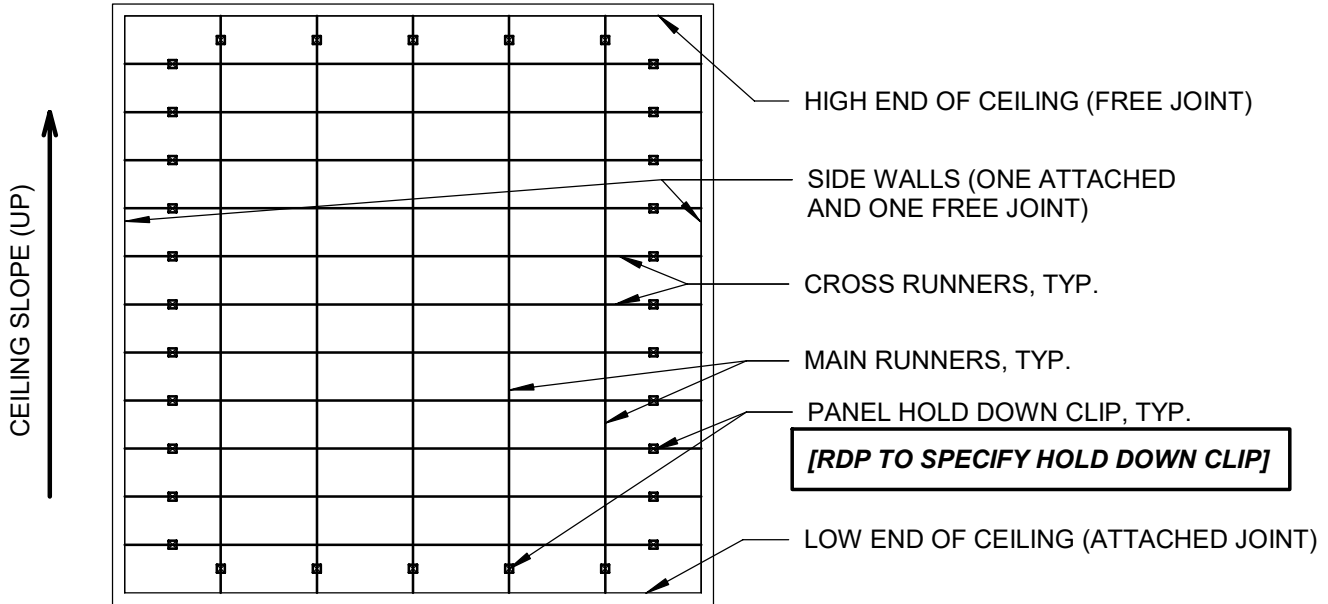 HIGH END OF CEILING (FREE JOINT)
CEILING SLOPE (UP)
SIDE WALLS (ONE ATTACHED
AND ONE FREE JOINT)
CROSS RUNNERS, TYP.
MAIN RUNNERS, TYP.
PANEL HOLD DOWN CLIP, TYP.
[RDP TO SPECIFY HOLD DOWN CLIP]
LOW END OF CEILING (ATTACHED JOINT)